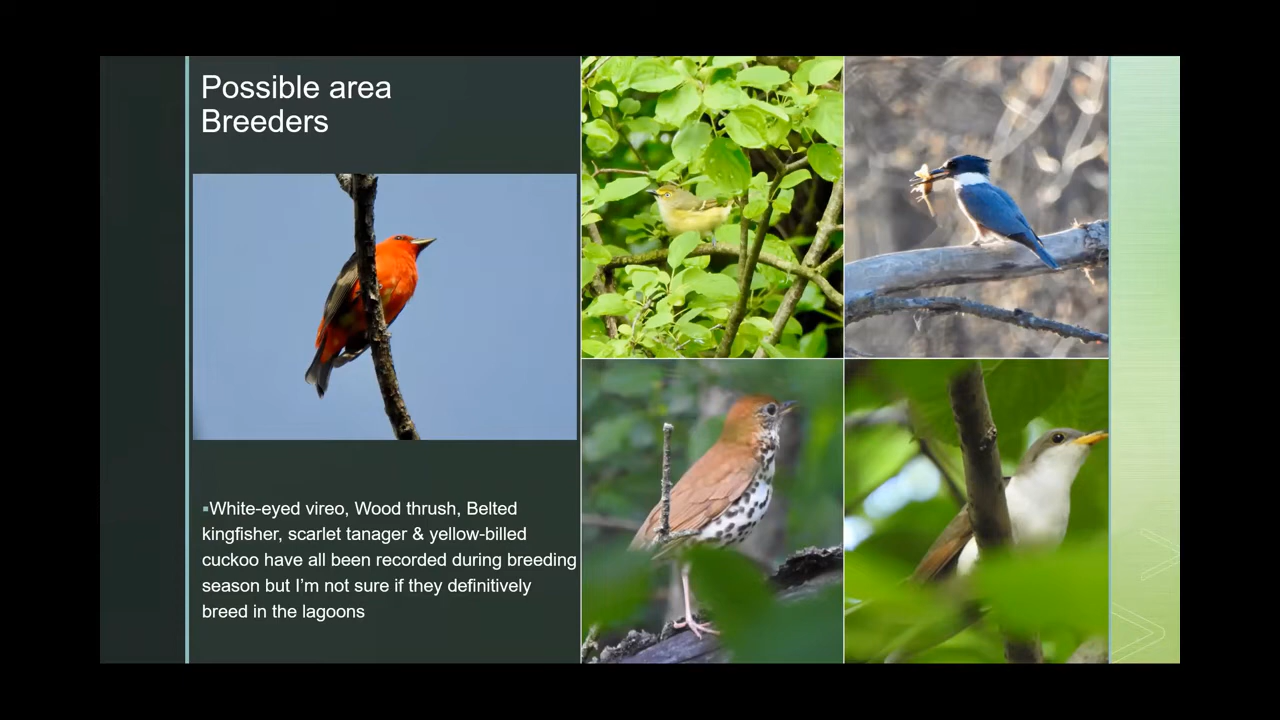 Possible area
Breeders
▪White-eyed vireo, Wood thrush, Belted
kingfisher, scarlet tanager & yellow-billed
cuckoo have all been recorded during breeding
season but I’m not sure if they definitively
breed in the lagoons